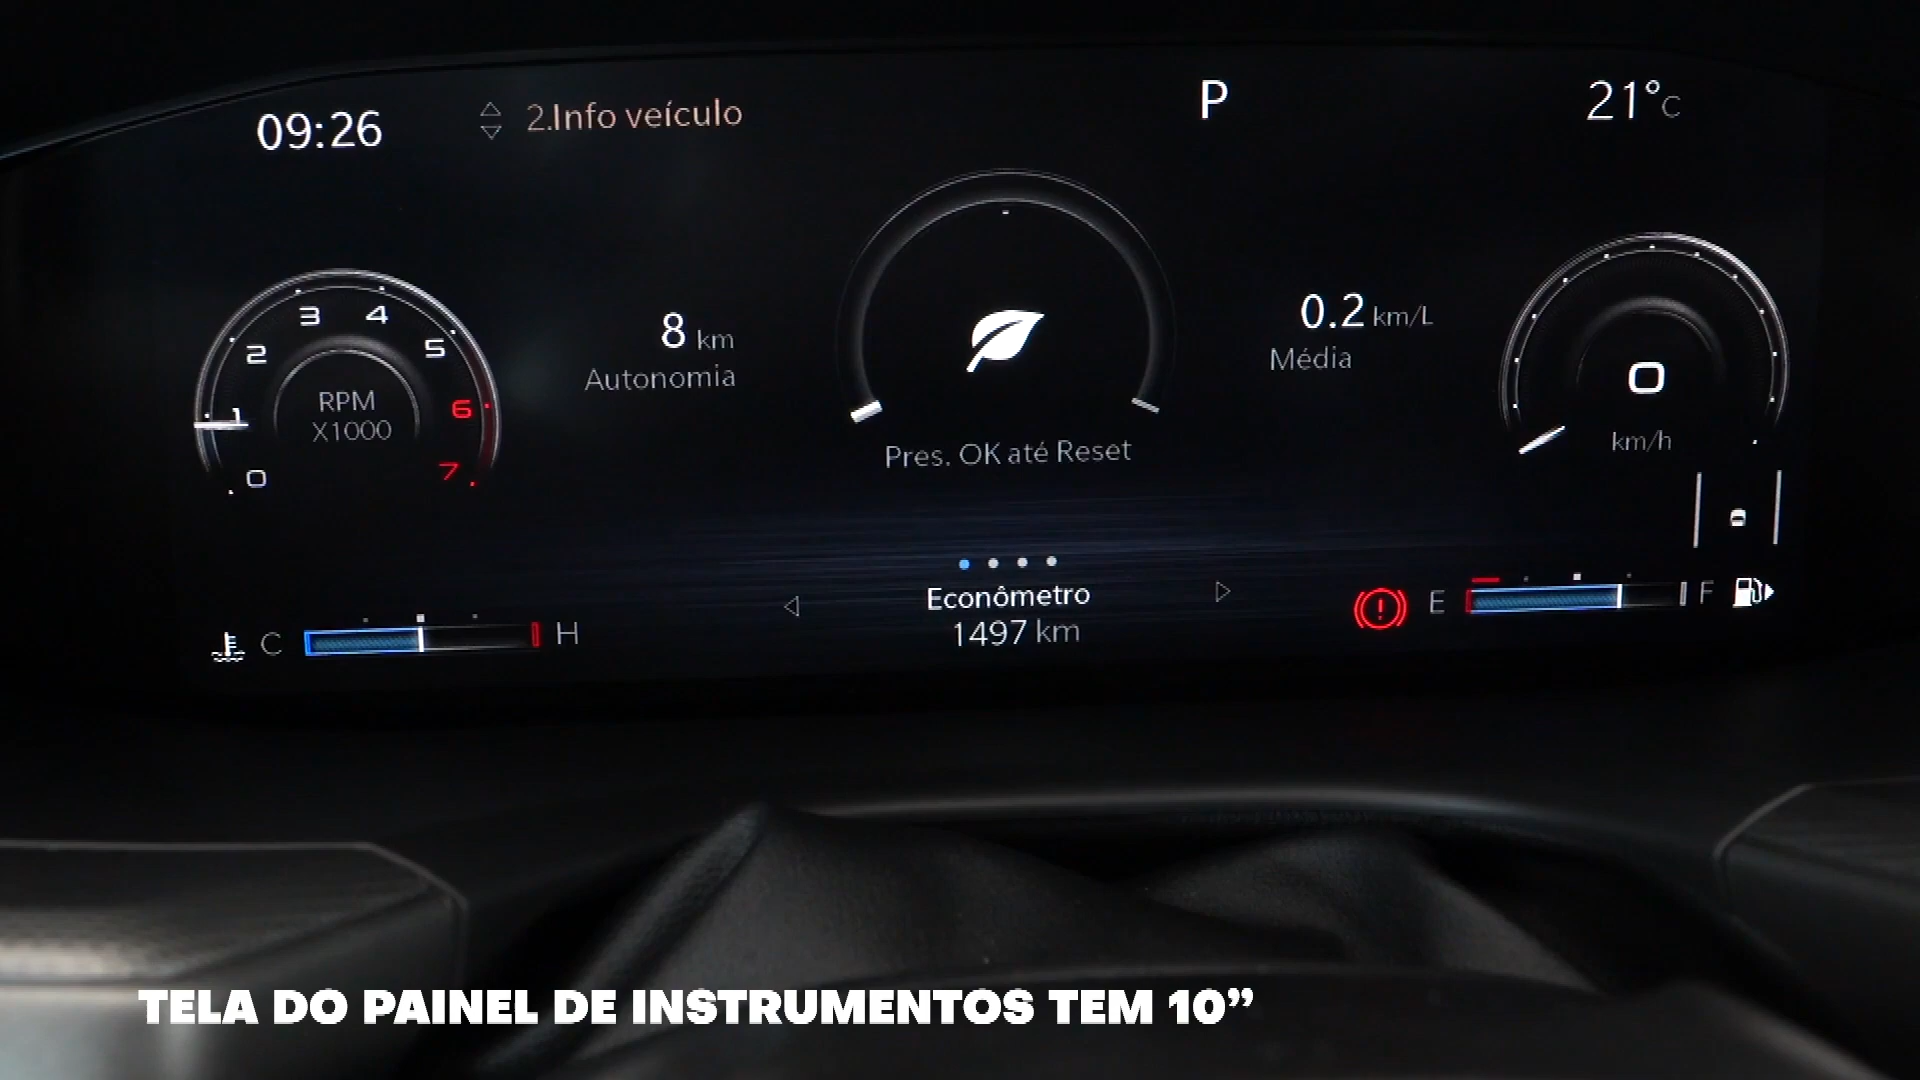 09:26
2.Info veículo
P
21°C
1
2
3
4
5
6
7
0
RPM
X1000
8 km
Autonomia
Pres. OK até Reset
0.2 km/L
Média
0
km/h
Econômetro
1497 km
C
H
E
F
TELA DO PAINEL DE INSTRUMENTOS TEM 10”